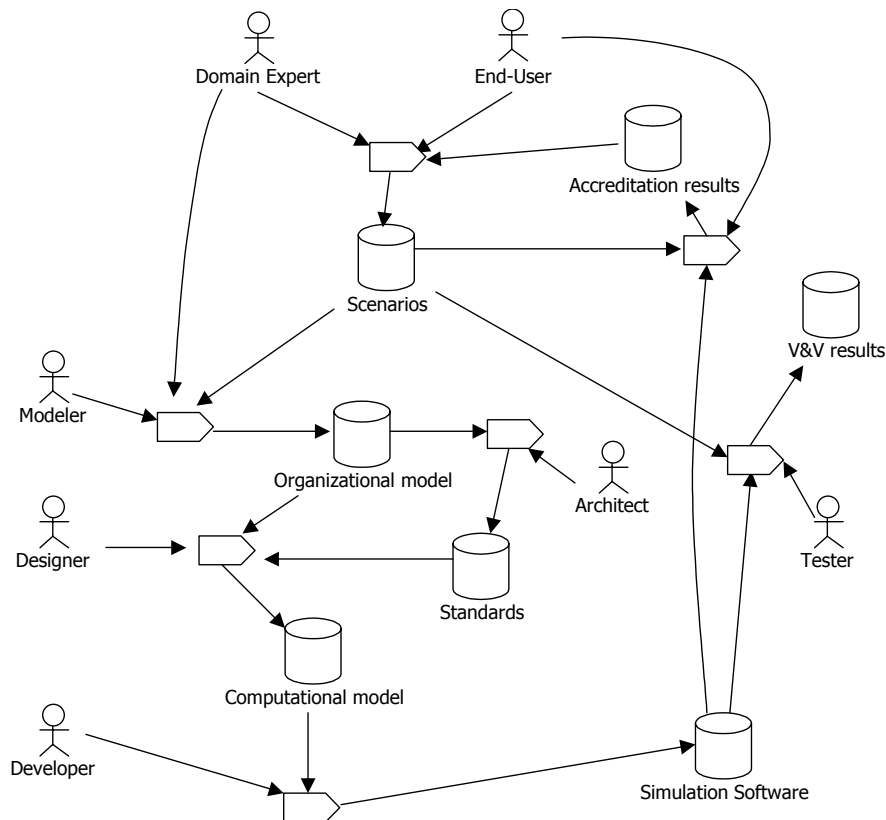 Domain Expert
End-User
Accreditation results
Scenarios
V&V results
Modeler
Organizational model
Architect
Designer
Tester
Standards
Computational model
Developer
Simulation Software